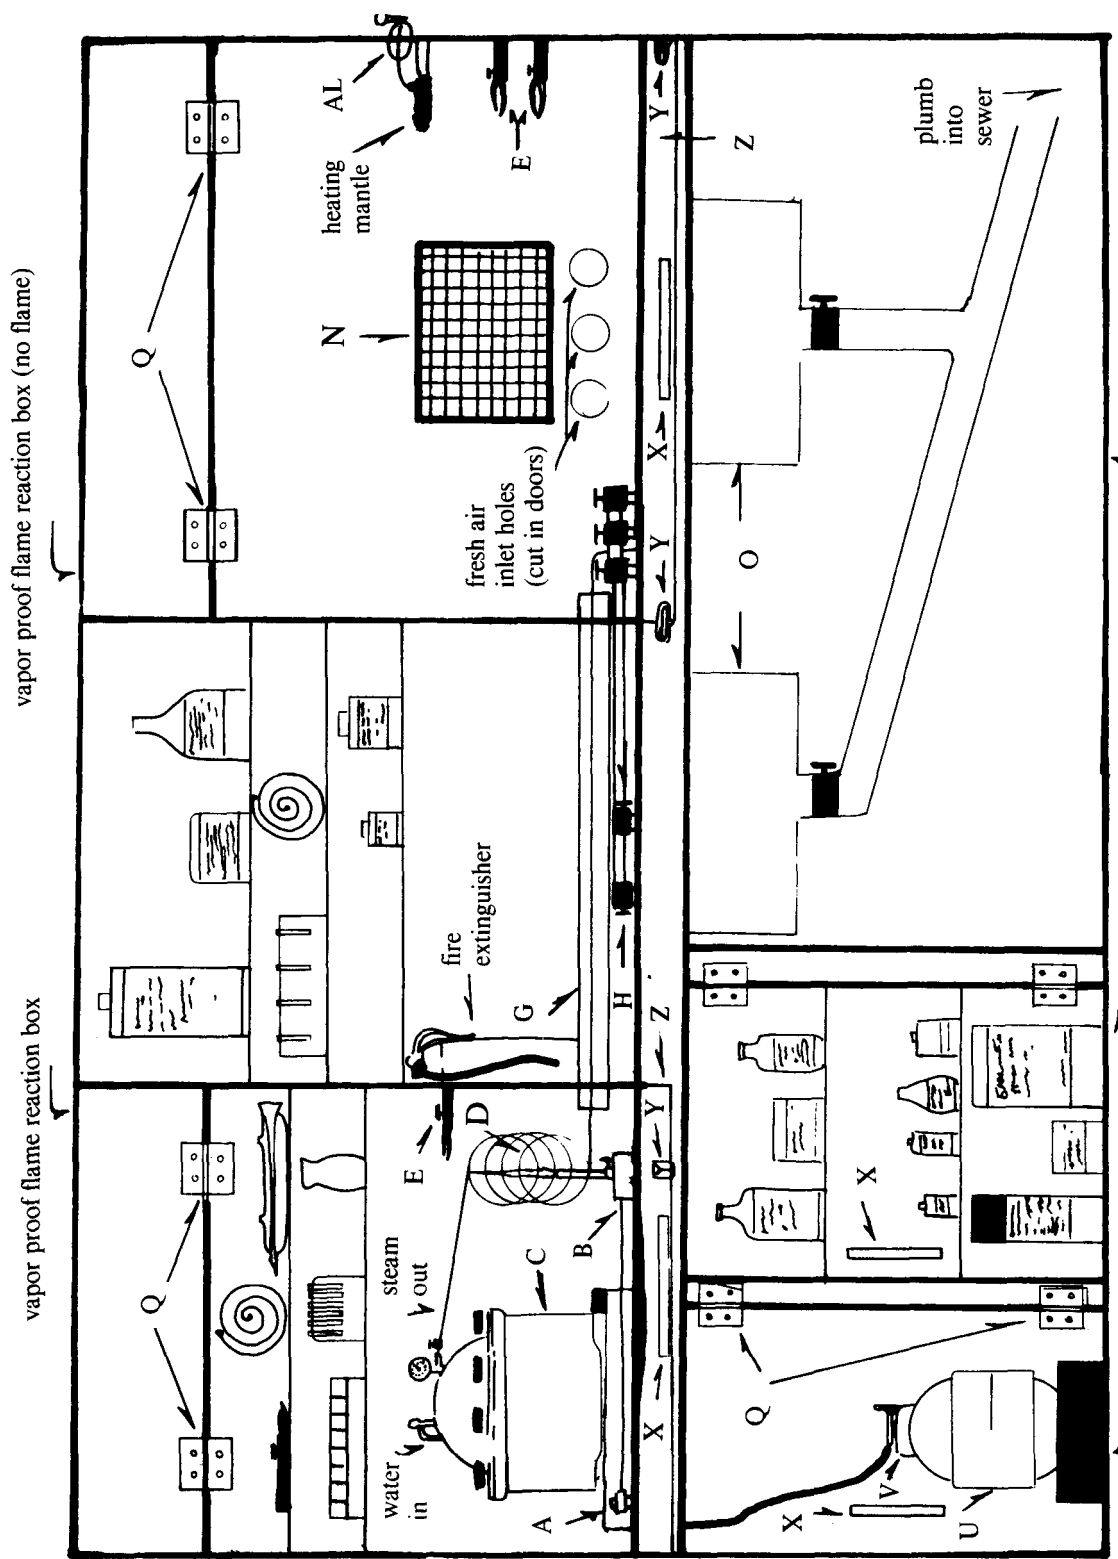 vapor proof flame reaction box
vapor proof flame reaction box (no flame)
Q
Q
AL
heating
mantle
N
E
water
in
steam
out
E
D
fire
extinguisher
fresh air
inlet holes
(cut in doors)
A
C
B
G
H
X
Y
Z
Y
X
Y
Z
Q
X
V
U
X
O
plumb
into
sewer